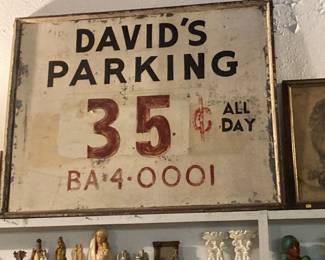 DAVID'S
PARKING
35¢ ALL DAY
BA-4-0001